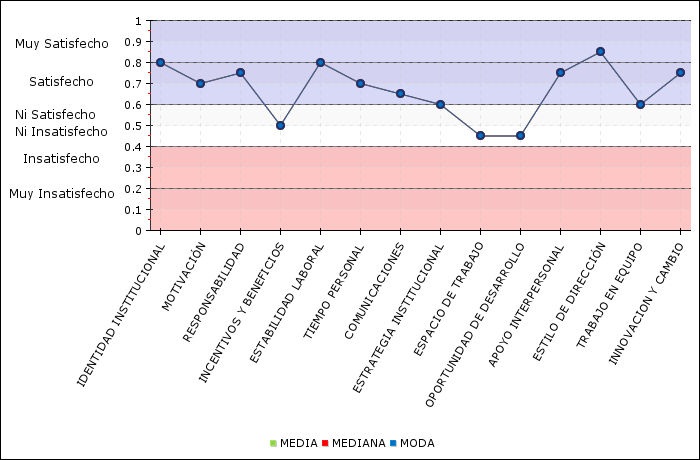 1
0.9
0.8
0.7
0.6
0.5
0.4
0.3
0.2
0.1
0
Muy Satisfecho
Satisfecho
Ni Satisfecho
Ni Insatisfecho
Insatisfecho
Muy Insatisfecho
IDENTIDAD INSTITUCIONAL
MOTIVACIÓN
RESPONSABILIDAD
INCENTIVOS Y BENEFICIOS
ESTABILIDAD LABORAL
TIEMPO PERSONAL
COMUNICACIONES
ESTRATEGIA INSTITUCIONAL
ESPACIO DE TRABAJO
OPORTUNIDAD DE DESARROLLO
APOYO INTERPERSONAL
ESTILO DE DIRECCIÓN
TRABAJO EN EQUIPO
INNOVACION Y CAMBIO
MEDIA MEDIANA MODA